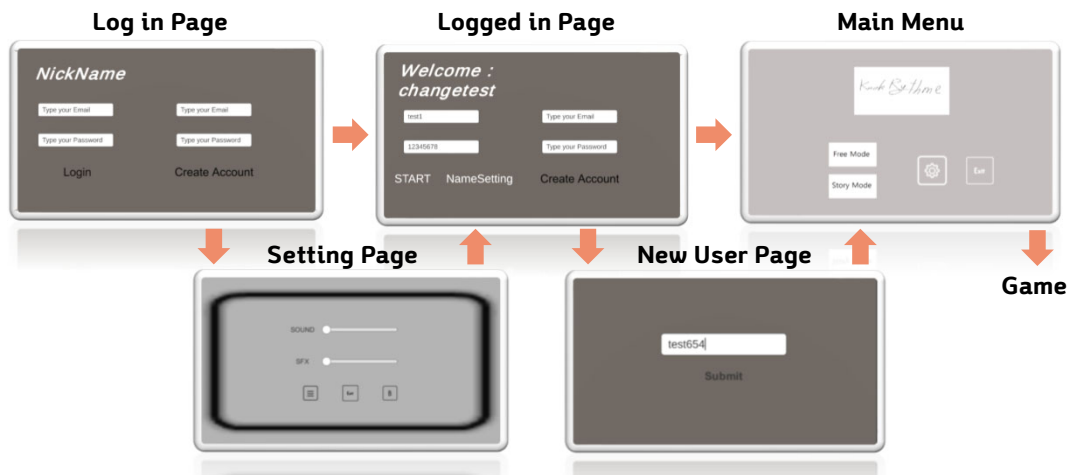 Log in Page
Logged in Page
Main Menu
NickName
Type your Email
Type your Email
Type your Password
Type your Password
Login
Create Account
Welcome :
changetest
test1
Type your Email
12345678
Type your Password
START
NameSetting
Create Account
Free Mode
Story Mode
Exit
Setting Page
New User Page
Game
SOUND
SFX
Exit
test654
Submit